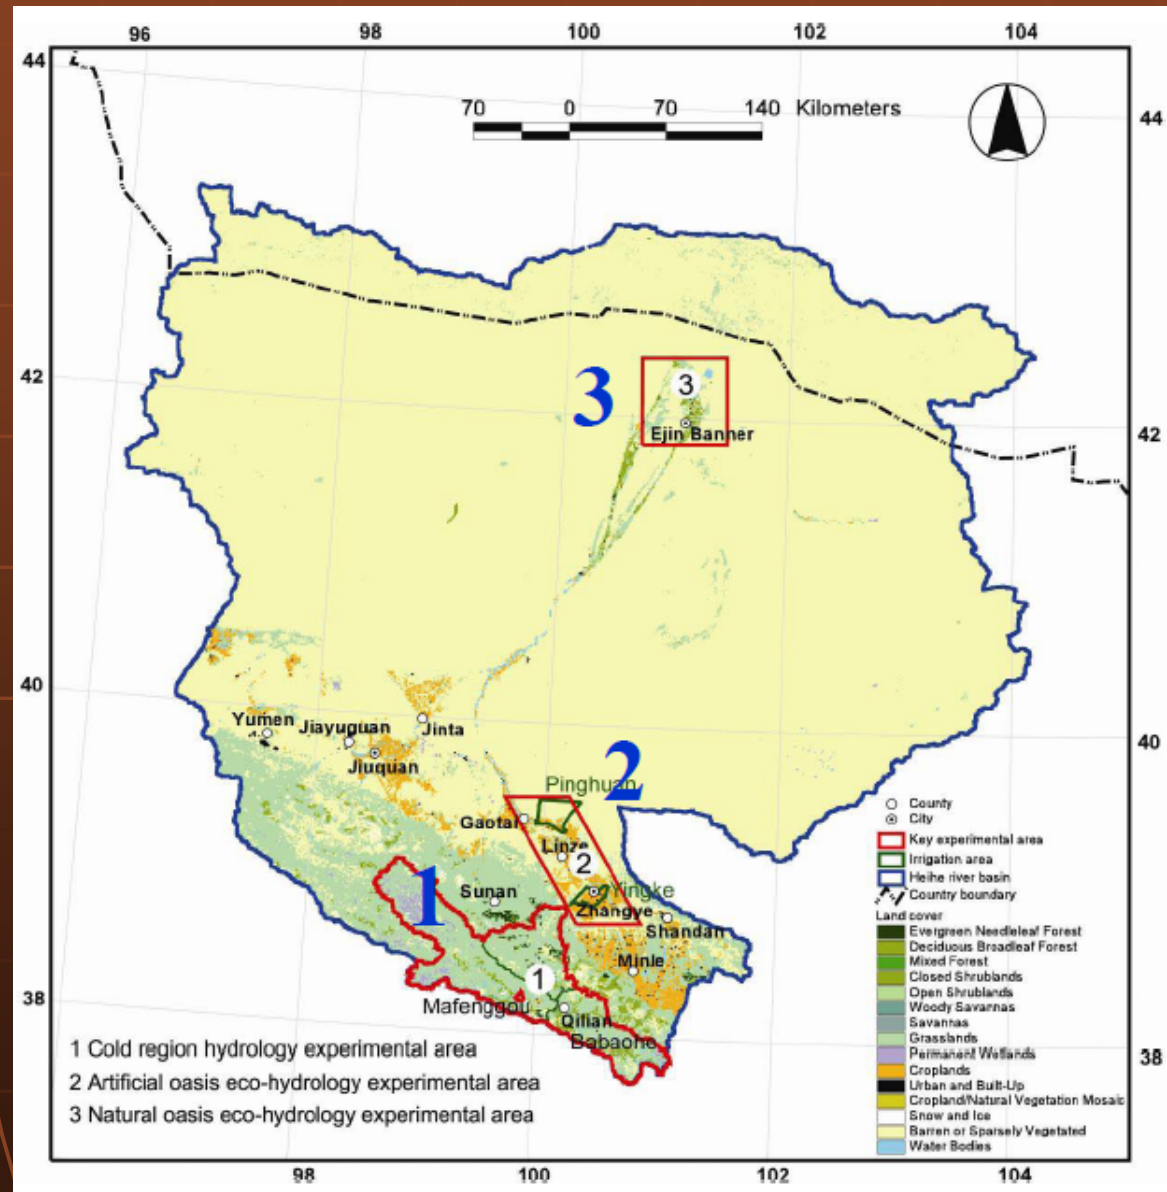 96 98 100 102 104
44
70 0 70 140 Kilometers
44
42
3
3
Ejin Banner
42
40
Yumen
Jiayuguan
Jinta
Jiuquan
40
2
Pinghuan
Gaotai
Linze
2
Yingke
Zhangye
Shandan
1
Sunan
Minle
1
Mafenggou
Qilian
Babaohe
38
38
County
City
Key experimental area
Irrigation area
Heihe river basin
Country boundary
Land cover
Evergreen Needleleaf Forest
Deciduous Broadleaf Forest
Mixed Forest
Closed Shrublands
Open Shrublands
Woody Savannas
Savannas
Grasslands
Permanent Wetlands
Croplands
Urban and Built-Up
Cropland/Natural Vegetation Mosaic
Snow and Ice
Barren or Sparsely Vegetated
Water Bodies
1 Cold region hydrology experimental area
2 Artificial oasis eco-hydrology experimental area
3 Natural oasis eco-hydrology experimental area
98 100 102 104